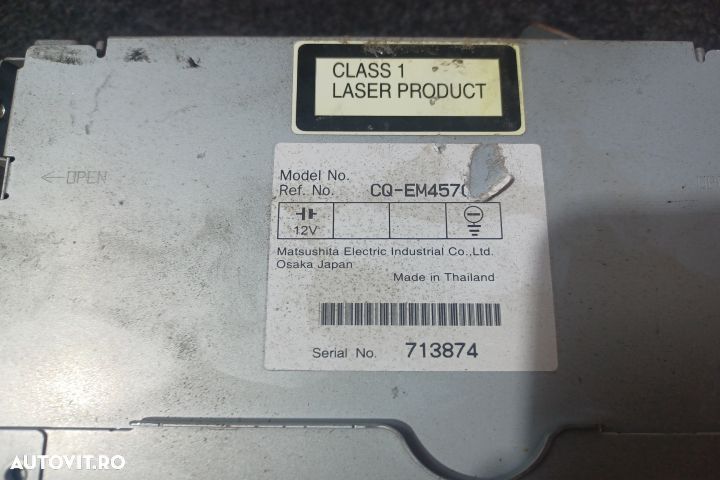 CLASS 1
LASER PRODUCT
← OPEN
Model No.
Ref. No. CQ-EM457
12V
Matsushita Electric Industrial Co.,Ltd.
Osaka Japan
Made in Thailand
Serial No. 713874
AUTOVIT.RO